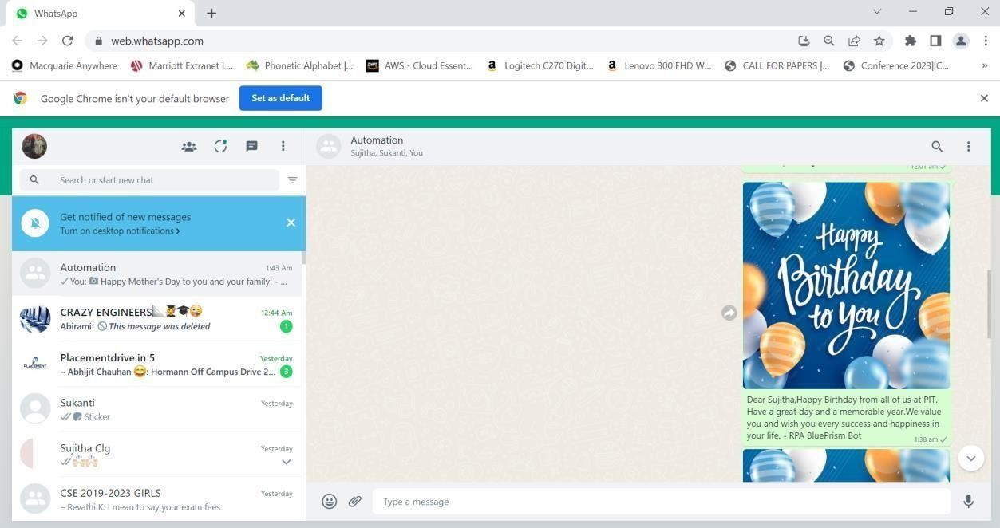 WhatsApp
web.whatsapp.com
Macquarie Anywhere
Marriott Extranet L...
Phonetic Alphabet |...
aws
AWS - Cloud Essent...
Logitech C270 Digit...
Lenovo 300 FHD W...
CALL FOR PAPERS |...
Conference 2023|IC...
Google Chrome isn't your default browser
Set as default
Search or start new chat
Get notified of new messages
Turn on desktop notifications
Automation
1:43 Am
You: Happy Mother's Day to you and your family! - ...
CRAZY ENGINEERS📐👩‍🎓🎓🤪
12:44 Am
Abirami: This message was deleted
1
Placementdrive.in 5
Yesterday
~ Abhijit Chauhan 😄: Hormann Off Campus Drive 2...
3
PLACEMENT
Sukanti
Yesterday
Sticker
Sujitha Clg
Yesterday
🙌🏻🙌🏻
CSE 2019-2023 GIRLS
Yesterday
~ Revathi K: I mean to say your exam fees
Automation
Sujitha, Sukanti, You
12:01 am
Happy
Birthday
to You
Dear Sujitha,Happy Birthday from all of us at PIT.
Have a great day and a memorable year.We value
you and wish you every success and happiness in
your life. - RPA BluePrism Bot
1:38 am
Type a message